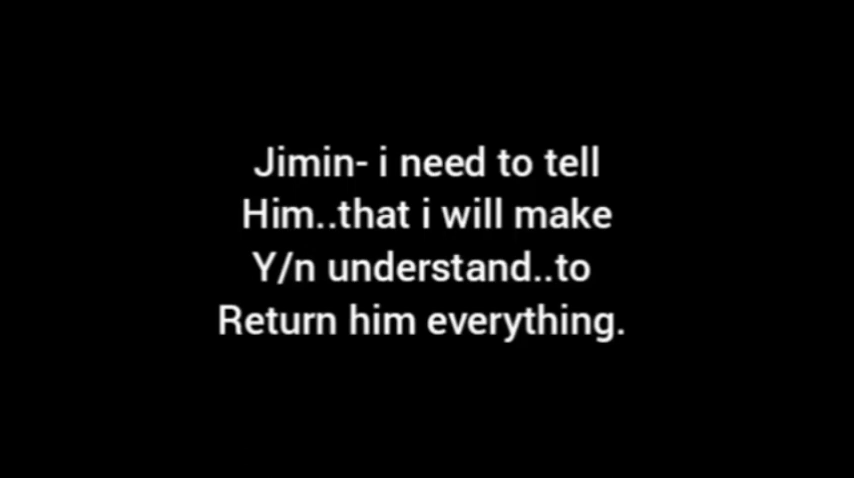 Jimin- i need to tell
Him..that i will make
Y/n understand..to
Return him everything.